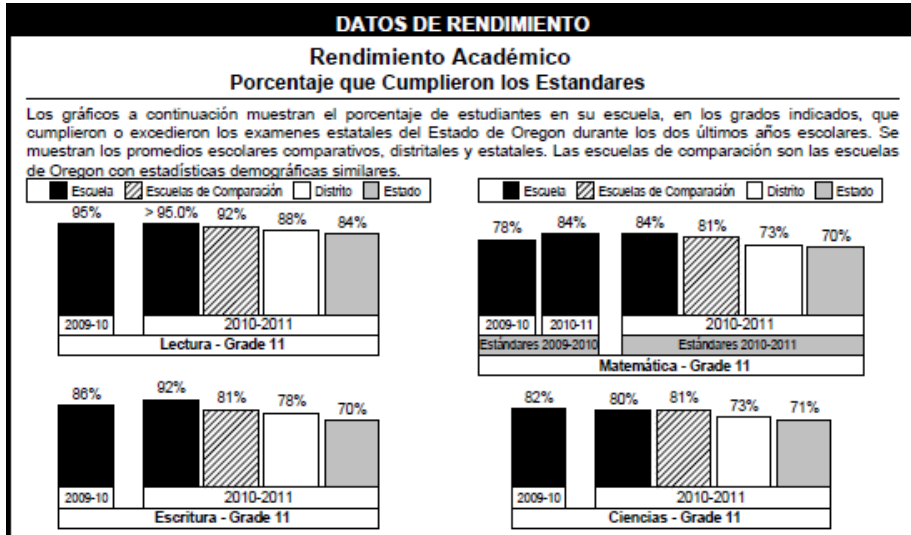 DATOS DE RENDIMIENTO
Rendimiento Académico
Porcentaje que Cumplieron los Estandares
Los gráficos a continuación muestran el porcentaje de estudiantes en su escuela, en los grados indicados, que
cumplieron o excedieron los examenes estatales del Estado de Oregon durante los dos últimos años escolares. Se
muestran los promedios escolares comparativos, distritales y estatales. Las escuelas de comparación son las escuelas
de Oregon con estadísticas demográficas similares.
Escuela Escuelas de Comparación Distrito Estado
95% > 95.0% 92% 88% 84%
2009-10 2010-2011
Lectura - Grade 11
Escuela Escuelas de Comparación Distrito Estado
78% 84% 84% 81% 73% 70%
2009-10 2010-11 2010-2011
Estándares 2009-2010 Estándares 2010-2011
Matemática - Grade 11
86% 92% 81% 78% 70%
2009-10 2010-2011
Escritura - Grade 11
82% 80% 81% 73% 71%
2009-10 2010-2011
Ciencias - Grade 11